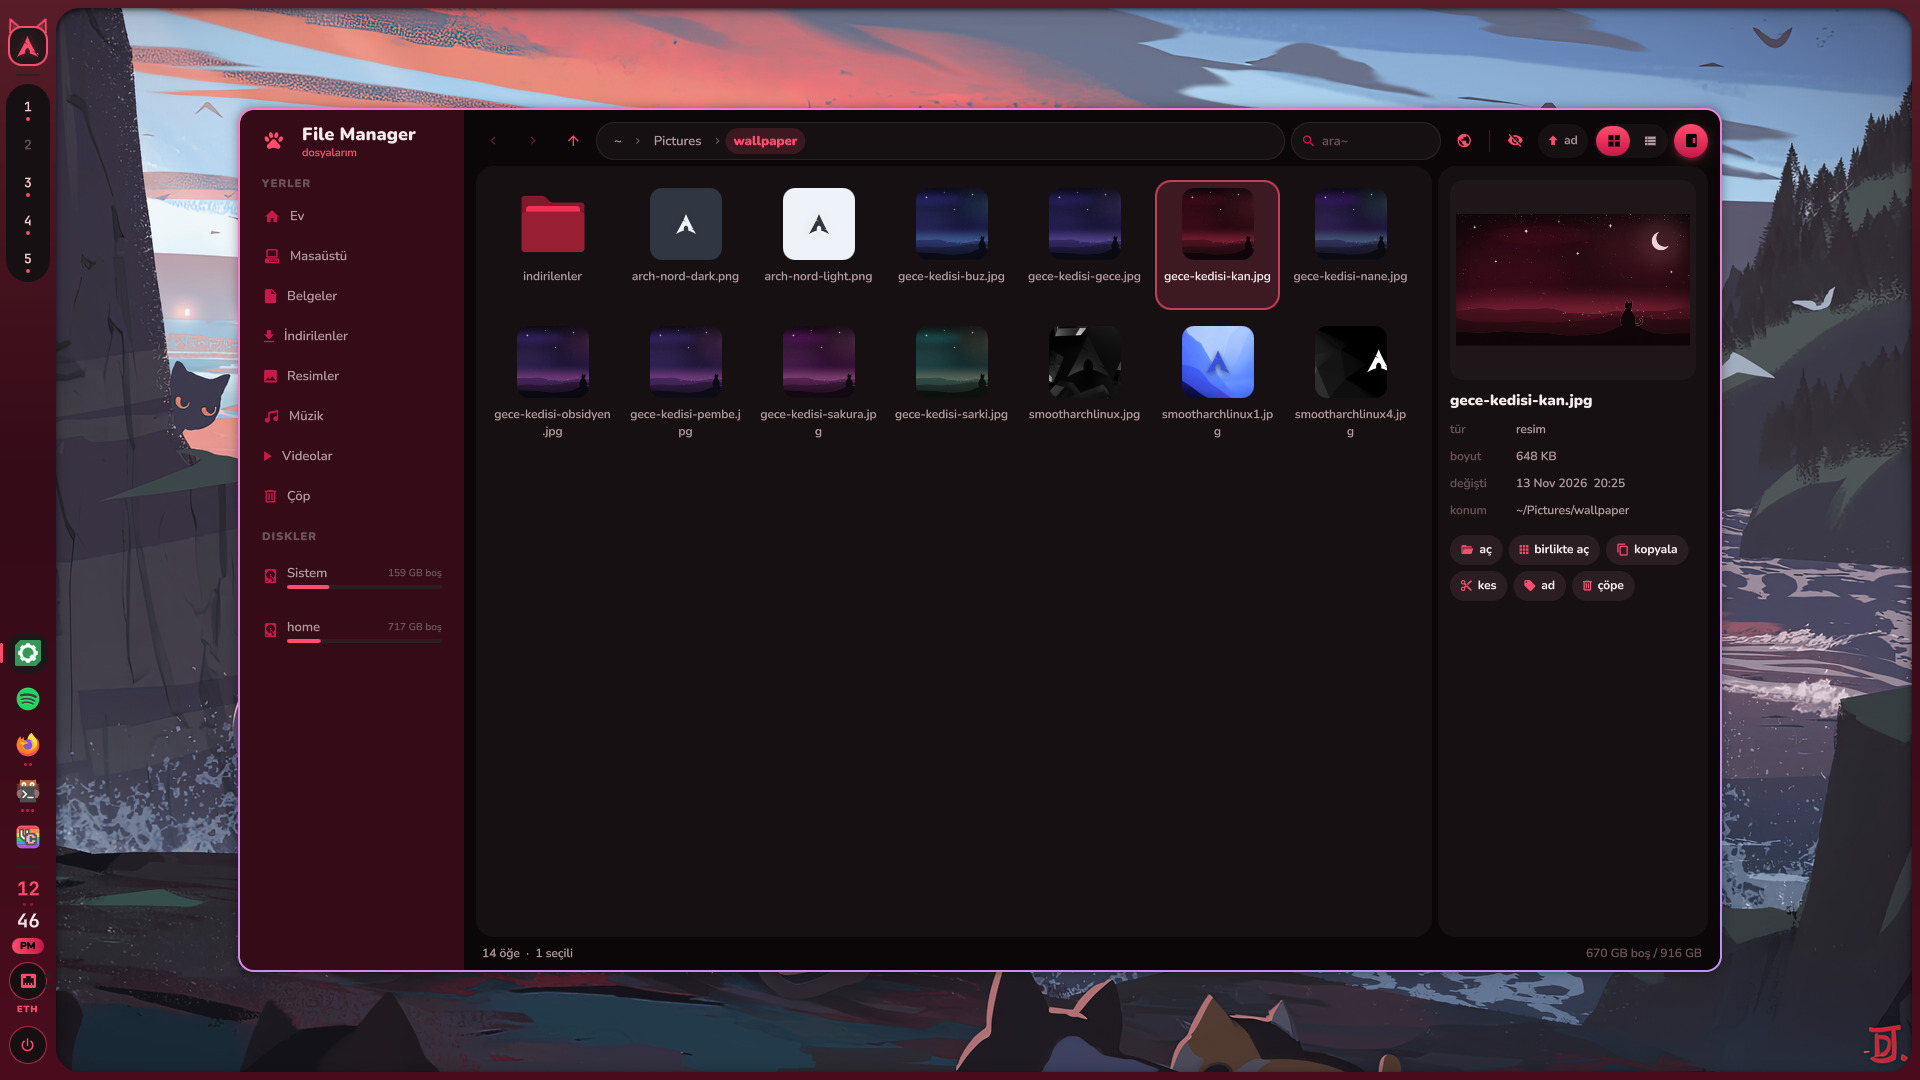 1
2
3
4
5
12
46
PM
ETH
File Manager
dosyalarım
YERLER
Ev
Masaüstü
Belgeler
İndirilenler
Resimler
Müzik
Videolar
Çöp
DISKLER
Sistem 159 GB boş
home 717 GB boş
~ › Pictures › wallpaper
ara~
ad
indirilenler
arch-nord-dark.png
arch-nord-light.png
gece-kedisi-buz.jpg
gece-kedisi-gece.jpg
gece-kedisi-kan.jpg
gece-kedisi-nane.jpg
gece-kedisi-obsidyen
.jpg
gece-kedisi-pembe.j
pg
gece-kedisi-sakura.jp
g
gece-kedisi-sarki.jpg
smootharchlinux.jpg
smootharchlinux1.jp
g
smootharchlinux4.jp
g
gece-kedisi-kan.jpg
tür resim
boyut 648 KB
değişti 13 Nov 2026 20:25
konum ~/Pictures/wallpaper
aç birlikte aç kopyala
kes ad çöpe
14 öğe · 1 seçili
670 GB boş / 916 GB